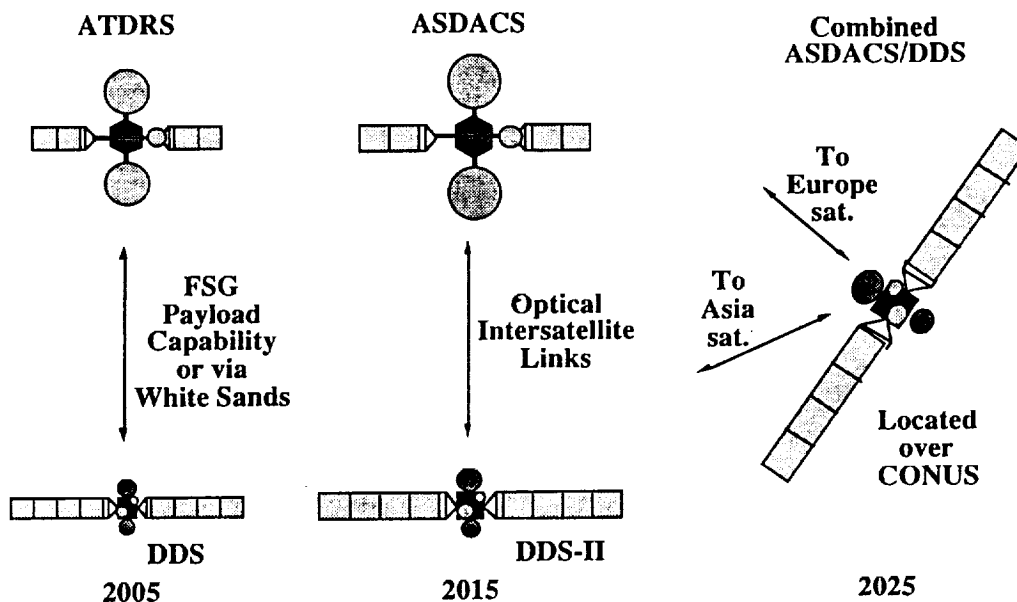 ATDRS
FSG
Payload
Capability
or via
White Sands
DDS
2005
ASDACS
Optical
Intersatellite
Links
DDS-II
2015
Combined
ASDACS/DDS
To
Europe
sat.
To
Asia
sat.
Located
over
CONUS
2025